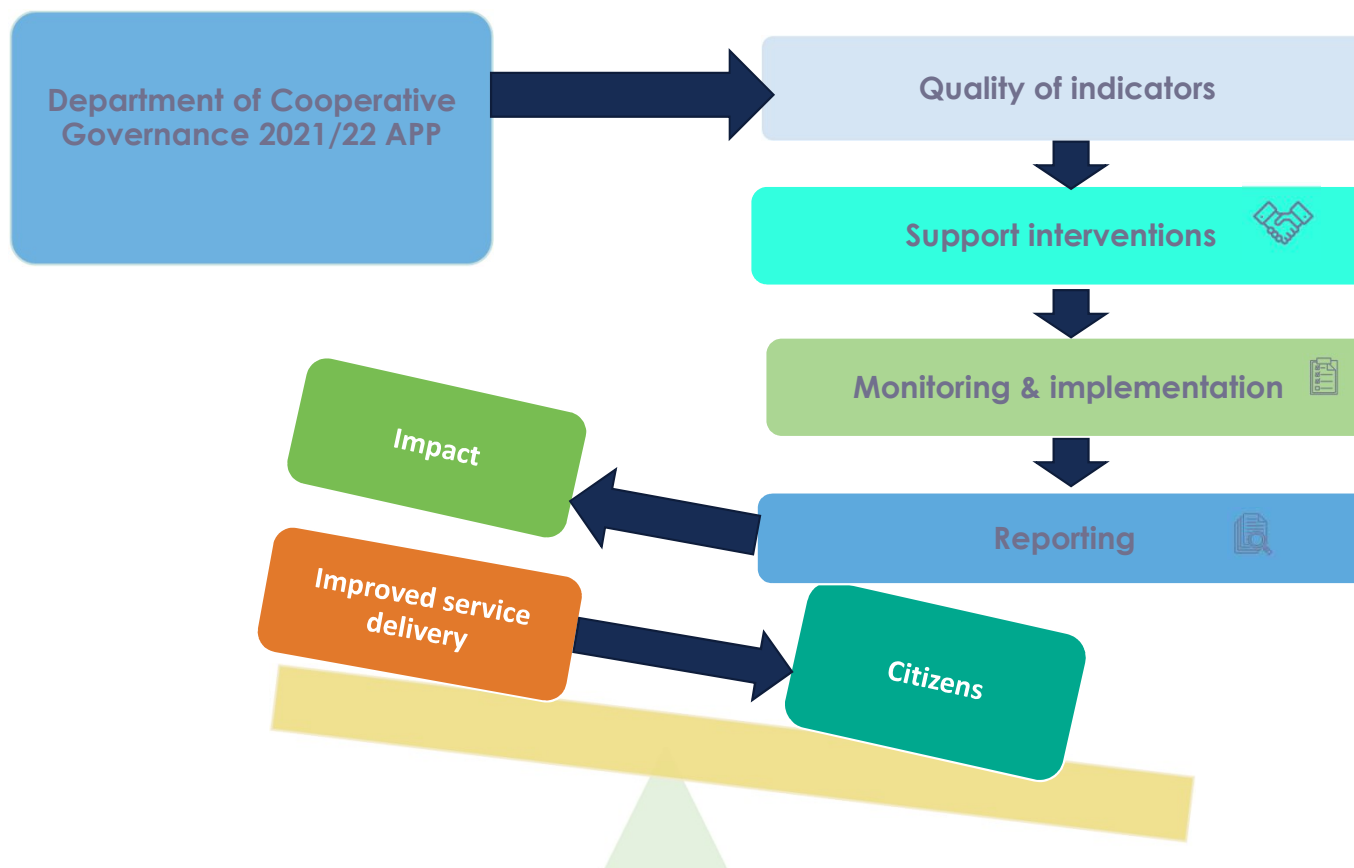 Department of Cooperative
Governance 2021/22 APP
Quality of indicators
Support interventions
Monitoring & implementation
Reporting
Impact
Improved service
delivery
Citizens